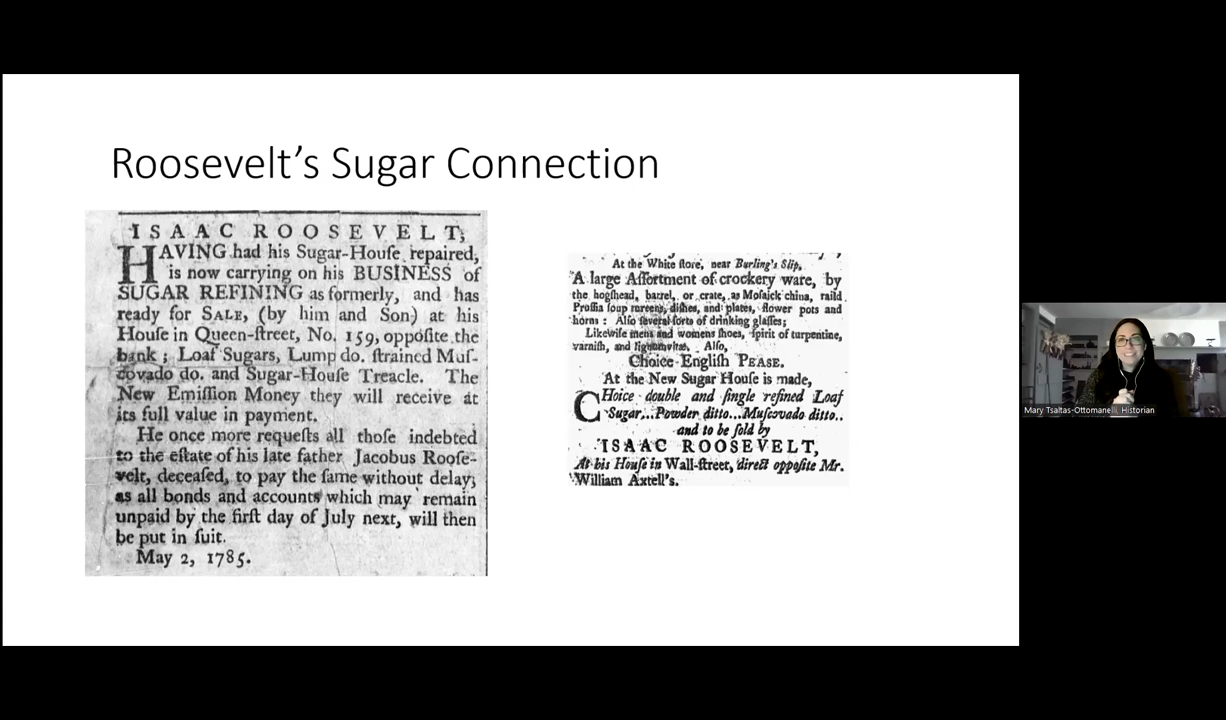 Roosevelt's Sugar Connection
ISAAC ROOSEVELT,
HAVING had his Sugar-Houſe repaired,
is now carrying on his BUSINESS of
SUGAR REFINING as formerly, and has
ready for SALE, (by him and Son) at his
Houſe in Queen-ſtreet, No. 159, oppoſite the
bank; Loaf Sugars, Lump do. ſtrained Muſ-
covado do. and Sugar-Houſe Treacle. The
New Emiſſion Money they will receive at
its full value in payment.
He once more requeſts all thoſe indebted
to the eſtate of his late father Jacobus Rooſe-
velt, deceaſed, to pay the ſame without delay;
as all bonds and accounts which may remain
unpaid by the firſt day of July next, will then
be put in ſuit.
May 2, 1785.
At the White ſtore, near Burling's Slip,
A large Aſſortment of crockery ware, by
the hogſhead, barrel, or crate, as Moſaick china, raiſd
Pruſſia ſoup diſhes, and plates, flower pots and
horns: Alſo ſeveral ſorts of drinking glaſſes;
Likewiſe mens and womens ſhoes, ſpirit of turpentine,
varniſh, and lignumvitæ. Alſo,
Choice Engliſh PEASE.
At the New Sugar Houſe is made,
CHoice double and ſingle refined Loaf
Sugar...Powder ditto...Muſcovado ditto..
and to be ſold by
ISAAC ROOSEVELT,
At his Houſe in Wall-ſtreet, direct oppoſite Mr.
William Axtell's.
Mary Tsaltas-Ottomanelli, Historian